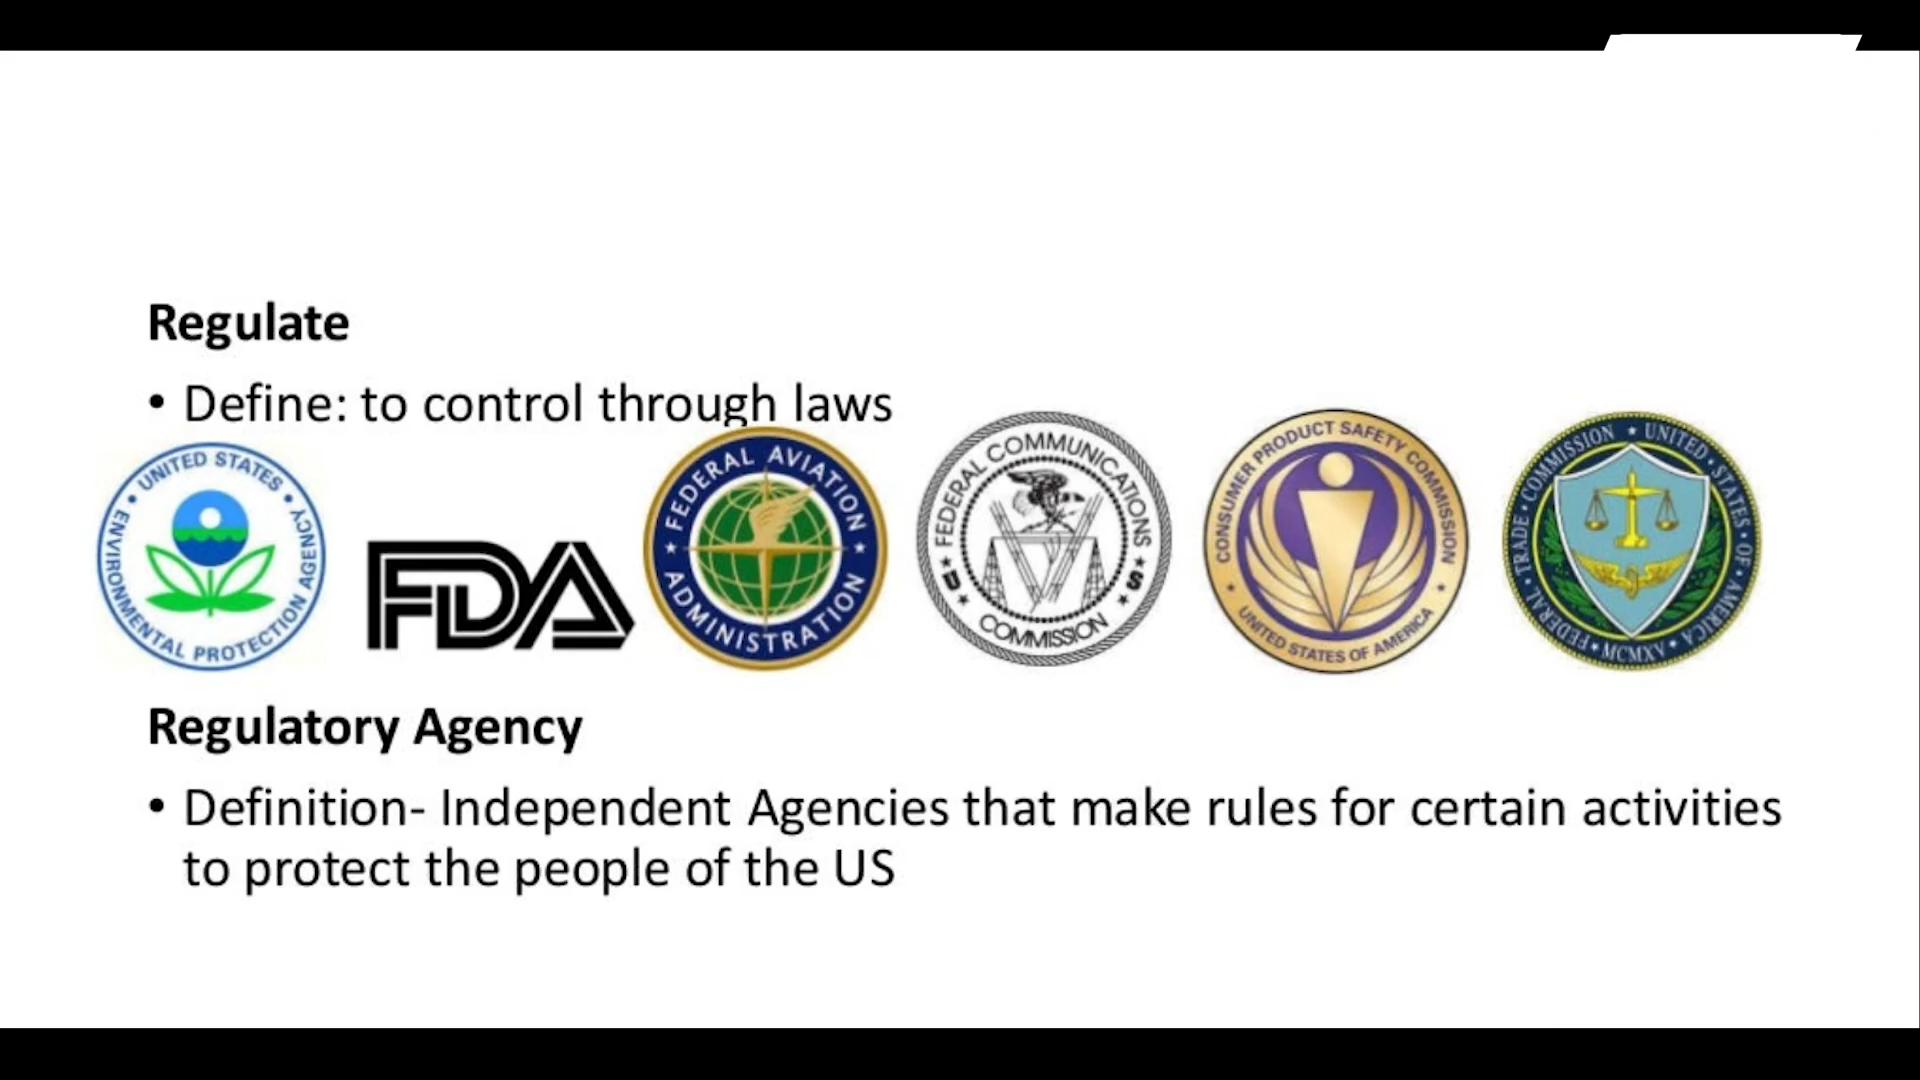 Regulate
• Define: to control through laws
UNITED STATES
ENVIRONMENTAL PROTECTION AGENCY
FDA
FEDERAL AVIATION
ADMINISTRATION
FEDERAL COMMUNICATIONS
COMMISSION
U S
CONSUMER PRODUCT SAFETY COMMISSION
UNITED STATES OF AMERICA
FEDERAL TRADE COMMISSION
UNITED STATES OF AMERICA
MCMXV
Regulatory Agency
• Definition- Independent Agencies that make rules for certain activities
to protect the people of the US